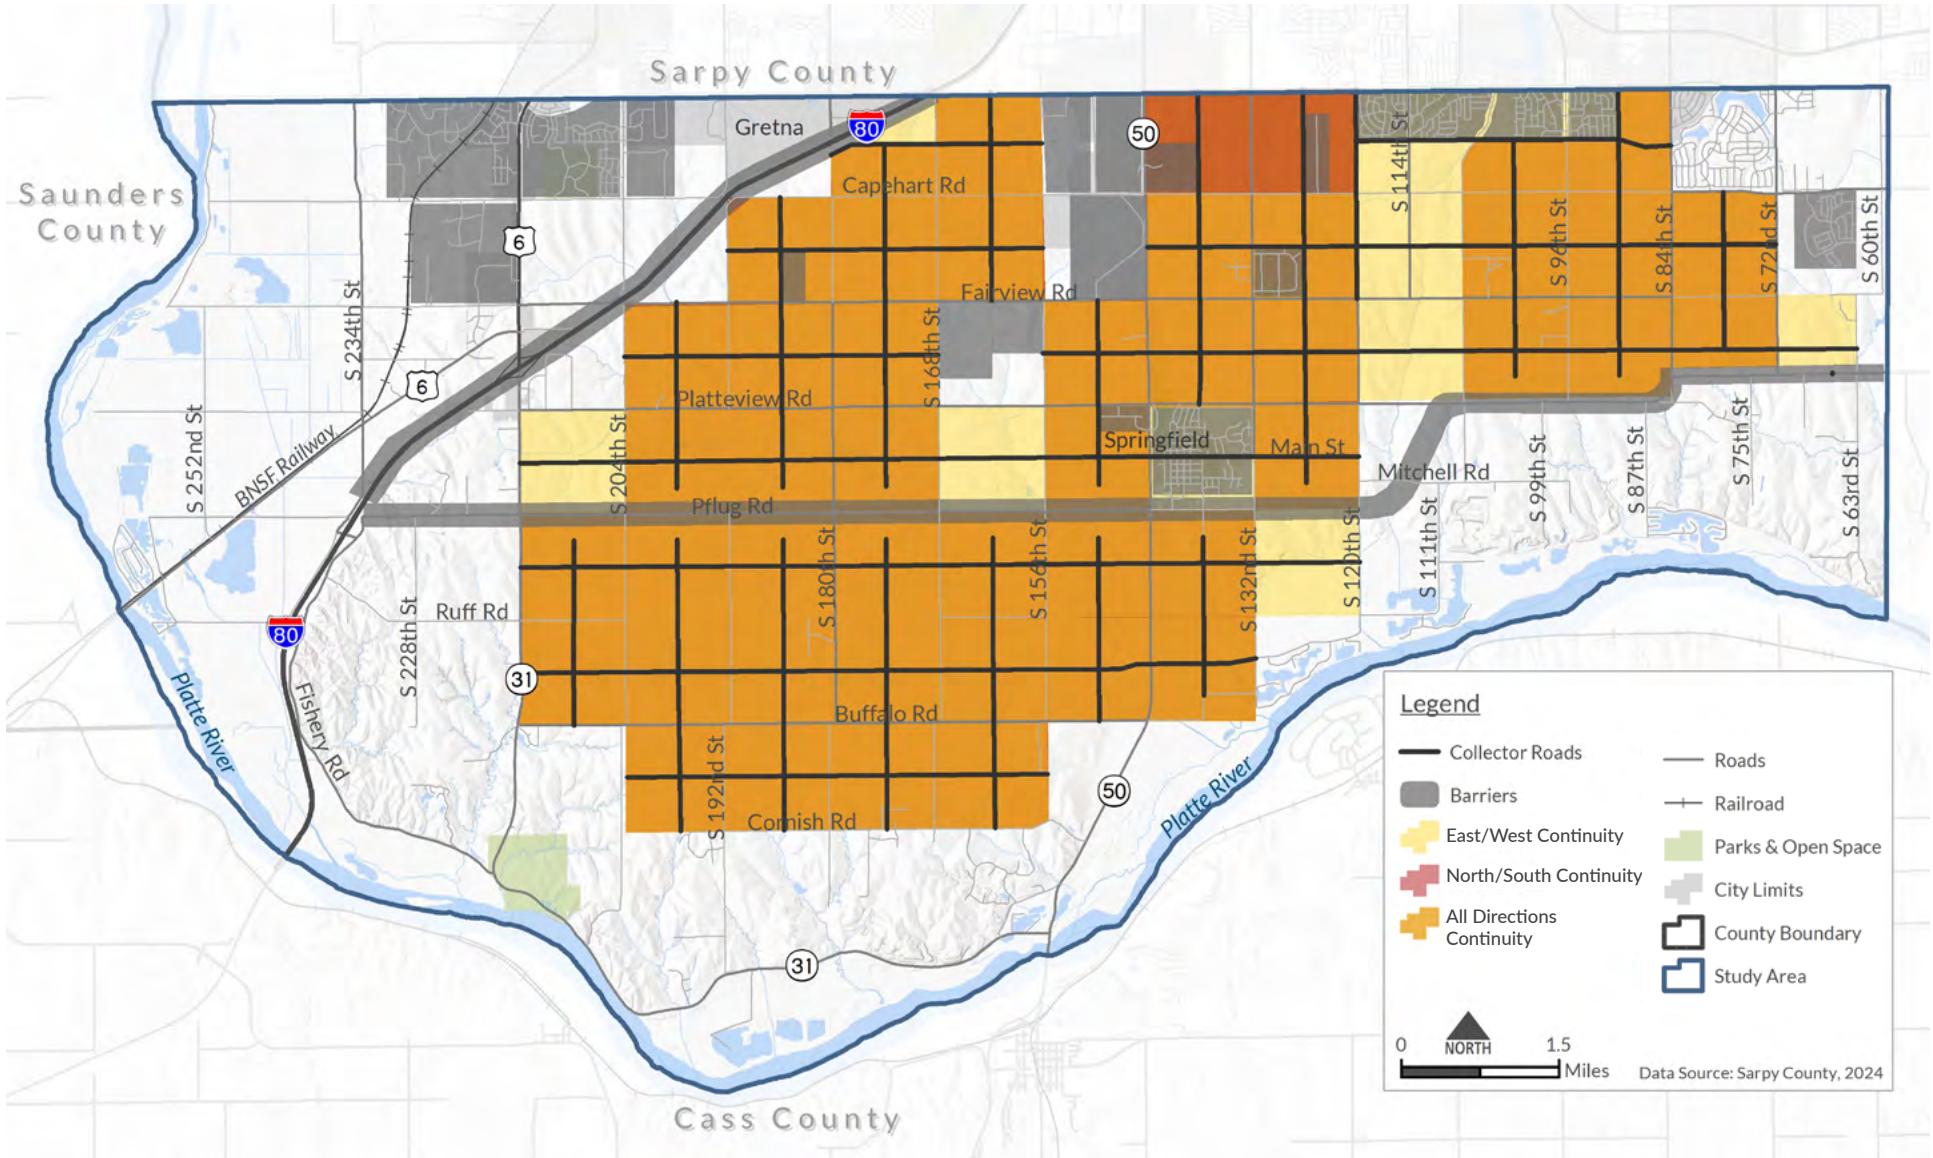 Sarpy County
Gretna
80
50
S 114th St
Saunders
County
Capehart Rd
6
S 96th St
S 84th St
S 72nd St
S 60th St
S 234th St
Fairview Rd
S 168th St
6
Platteview Rd
S 252nd St
BNSF Railway
S 204th St
Springfield
Main St
Mitchell Rd
S 99th St
S 87th St
S 75th St
S 63rd St
Pflug Rd
S 180th St
S 156th St
S 132nd St
S 120th St
S 111th St
80
S 228th St
Ruff Rd
31
Platte River
Fishery Rd
Buffalo Rd
S 192nd St
50
Platte River
Cornish Rd
31
Cass County
Legend
Collector Roads
Barriers
East/West Continuity
North/South Continuity
All Directions
Continuity
Roads
Railroad
Parks & Open Space
City Limits
County Boundary
Study Area
0
NORTH
1.5
Miles
Data Source: Sarpy County, 2024